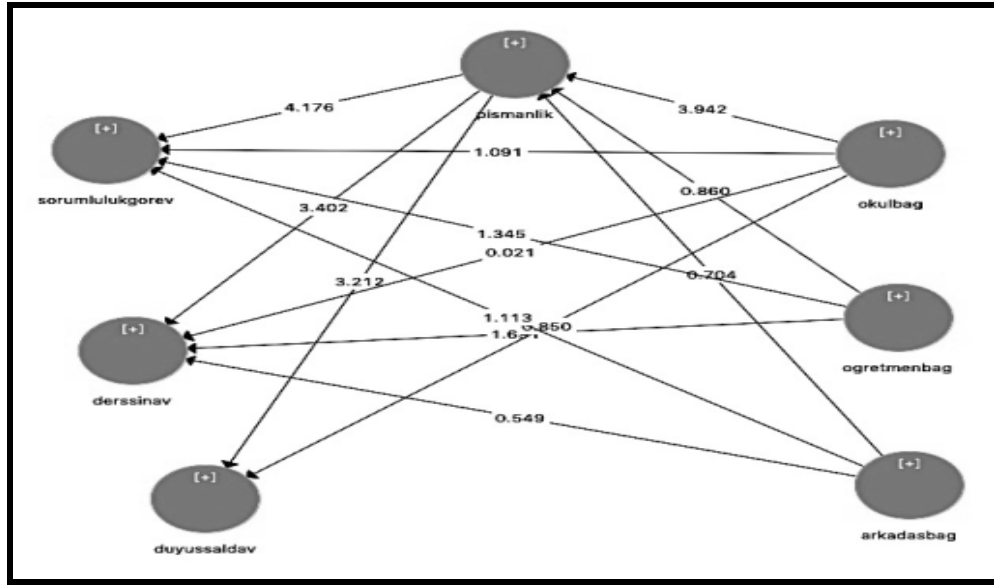 [+]
pismanlik
4.176
3.942
[+]
sorumlulukgorev
[+]
okulbag
1.091
0.860
3.402
1.345
0.021
0.704
3.212
[+]
derssinav
1.113
0.850
[+]
ogretmenbag
0.549
[+]
duyussaldav
[+]
arkadasbag